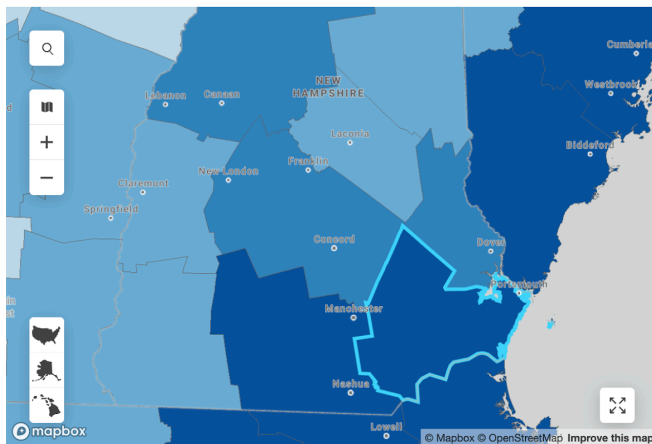 Cumberla
Westbrook
NEW
HAMPSHIRE
Lebanon
Canaan
Laconia
Biddeford
Franklin
New London
Claremont
Springfield
Concord
Dover
Portsmouth
Manchester
Nashua
Lowell
mapbox
© Mapbox © OpenStreetMap Improve this map